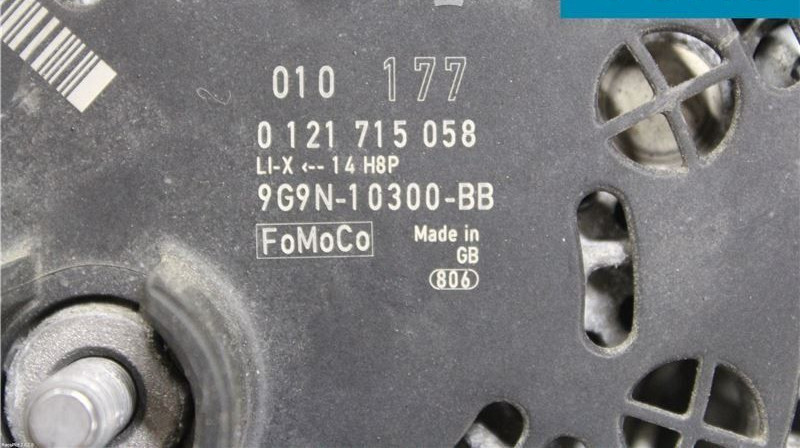 010 177
0 121 715 058
LI-X <-- 14 H8P
9G9N-10300-BB
FoMoCo
Made in
GB
806